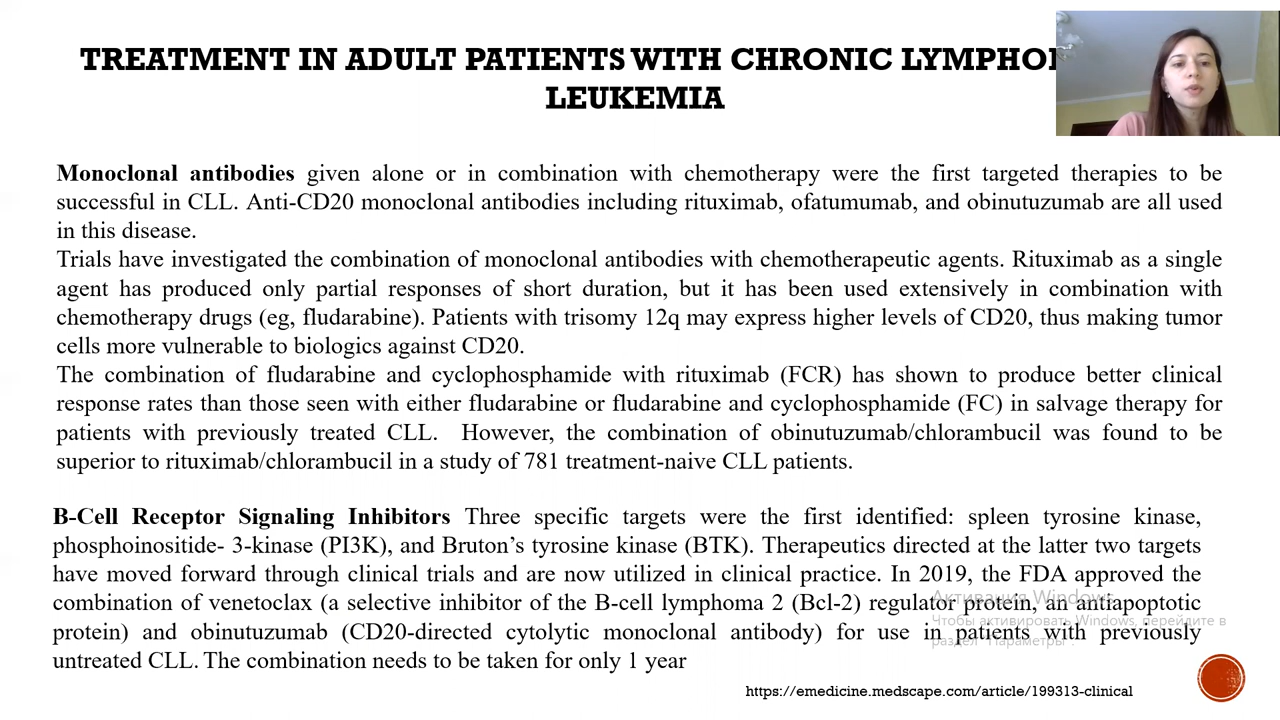 TREATMENT IN ADULT PATIENTS WITH CHRONIC
LEUKEMIA
Monoclonal antibodies given alone or in combination with chemotherapy were the first targeted therapies to be
successful in CLL. Anti-CD20 monoclonal antibodies including rituximab, ofatumumab, and obinutuzumab are all used
in this disease.
Trials have investigated the combination of monoclonal antibodies with chemotherapeutic agents. Rituximab as a single
agent has produced only partial responses of short duration, but it has been used extensively in combination with
chemotherapy drugs (eg, fludarabine). Patients with trisomy 12q may express higher levels of CD20, thus making tumor
cells more vulnerable to biologics against CD20.
The combination of fludarabine and cyclophosphamide with rituximab (FCR) has shown to produce better clinical
response rates than those seen with either fludarabine or fludarabine and cyclophosphamide (FC) in salvage therapy for
patients with previously treated CLL. However, the combination of obinutuzumab/chlorambucil was found to be
superior to rituximab/chlorambucil in a study of 781 treatment-naive CLL patients.
B-Cell Receptor Signaling Inhibitors Three specific targets were the first identified: spleen tyrosine kinase,
phosphoinositide- 3-kinase (PI3K), and Bruton’s tyrosine kinase (BTK). Therapeutics directed at the latter two targets
have moved forward through clinical trials and are now utilized in clinical practice. In 2019, the FDA approved the
combination of venetoclax (a selective inhibitor of the B-cell lymphoma 2 (Bcl-2) regulator protein, an antiapoptotic
protein) and obinutuzumab (CD20-directed cytolytic monoclonal antibody) for use in patients with previously
untreated CLL. The combination needs to be taken for only 1 year
Активация Windows
Чтобы активировать Windows, перейдите в
раздел "Параметры".
https://emedicine.medscape.com/article/199313-clinical